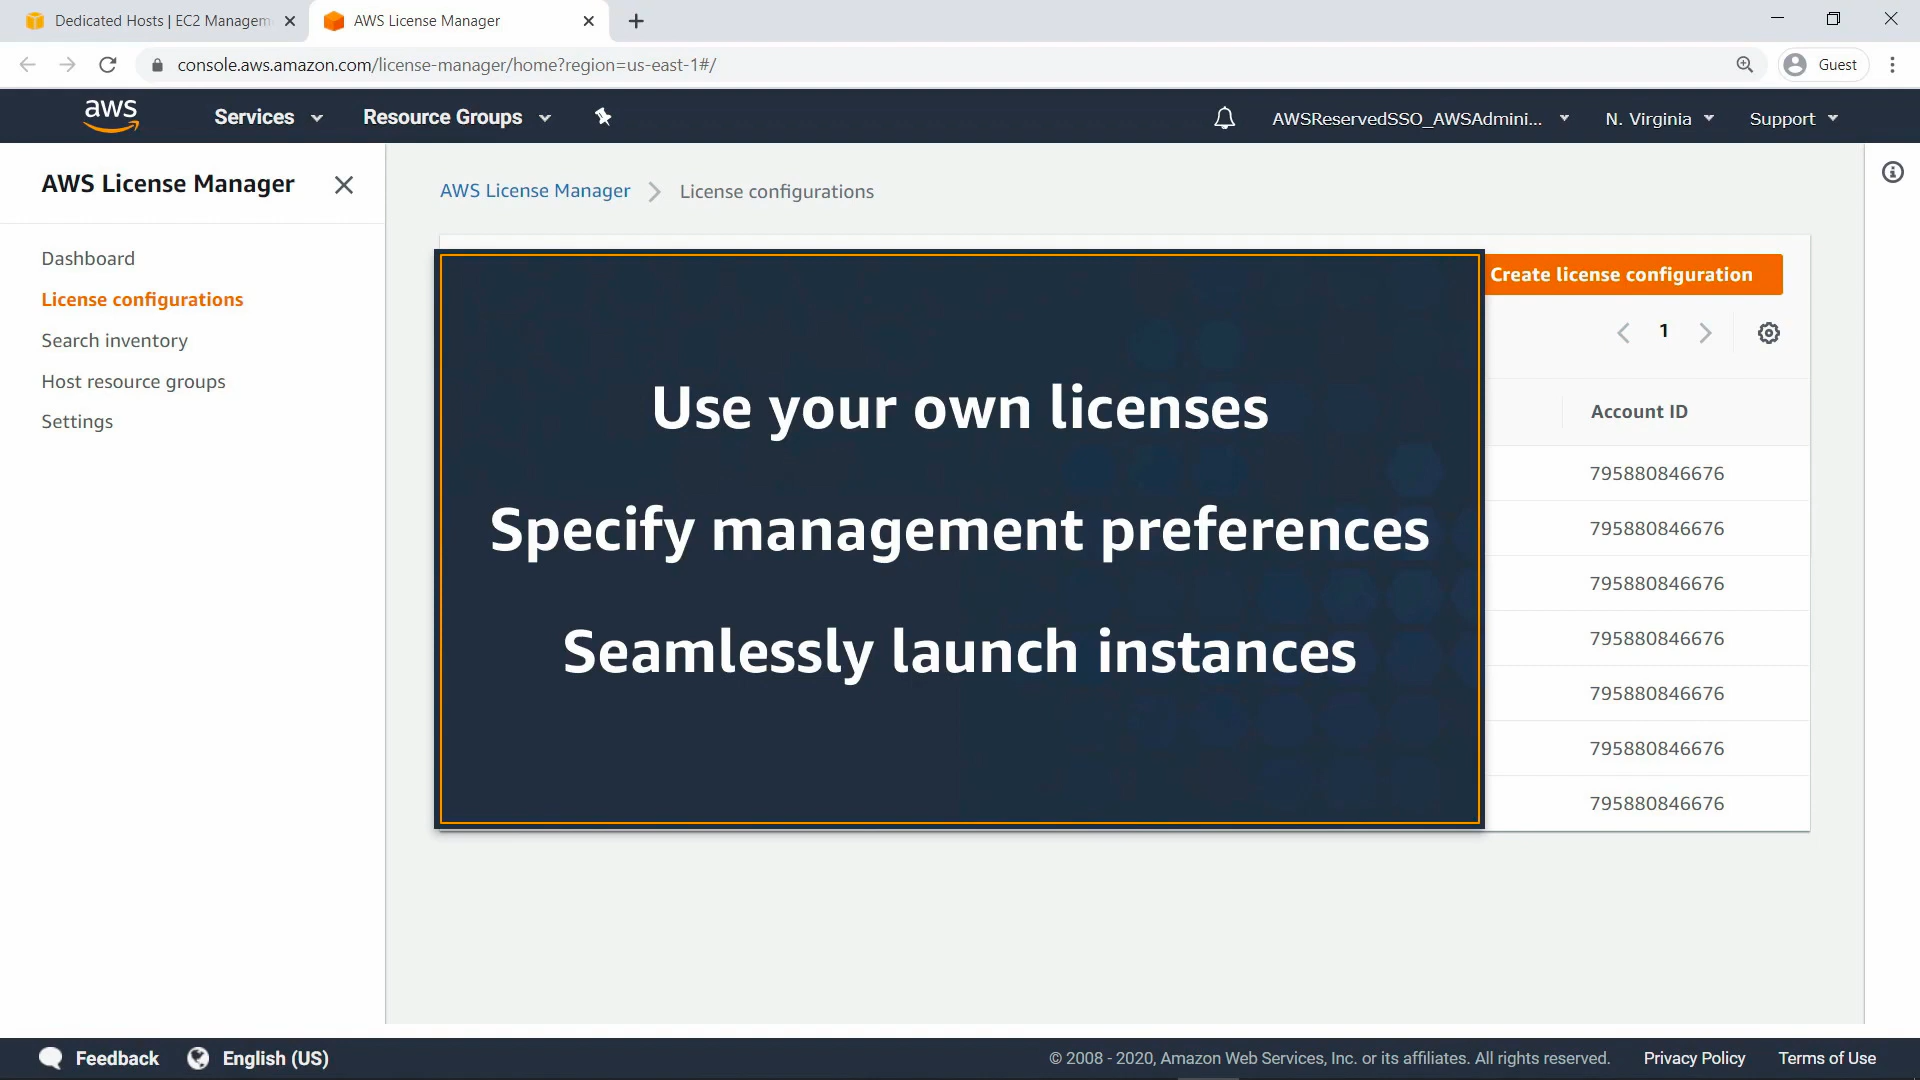 Dedicated Hosts | EC2 Managem
AWS License Manager
console.aws.amazon.com/license-manager/home?region=us-east-1#/
Guest
aws
Services
Resource Groups
AWSReservedSSO_AWSAdmini...
N. Virginia
Support
AWS License Manager
AWS License Manager
License configurations
Dashboard
License configurations
Search inventory
Host resource groups
Settings
Create license configuration
1
Use your own licenses
Specify management preferences
Seamlessly launch instances
Account ID
795880846676
795880846676
795880846676
795880846676
795880846676
795880846676
795880846676
Feedback
English (US)
© 2008 - 2020, Amazon Web Services, Inc. or its affiliates. All rights reserved.
Privacy Policy
Terms of Use